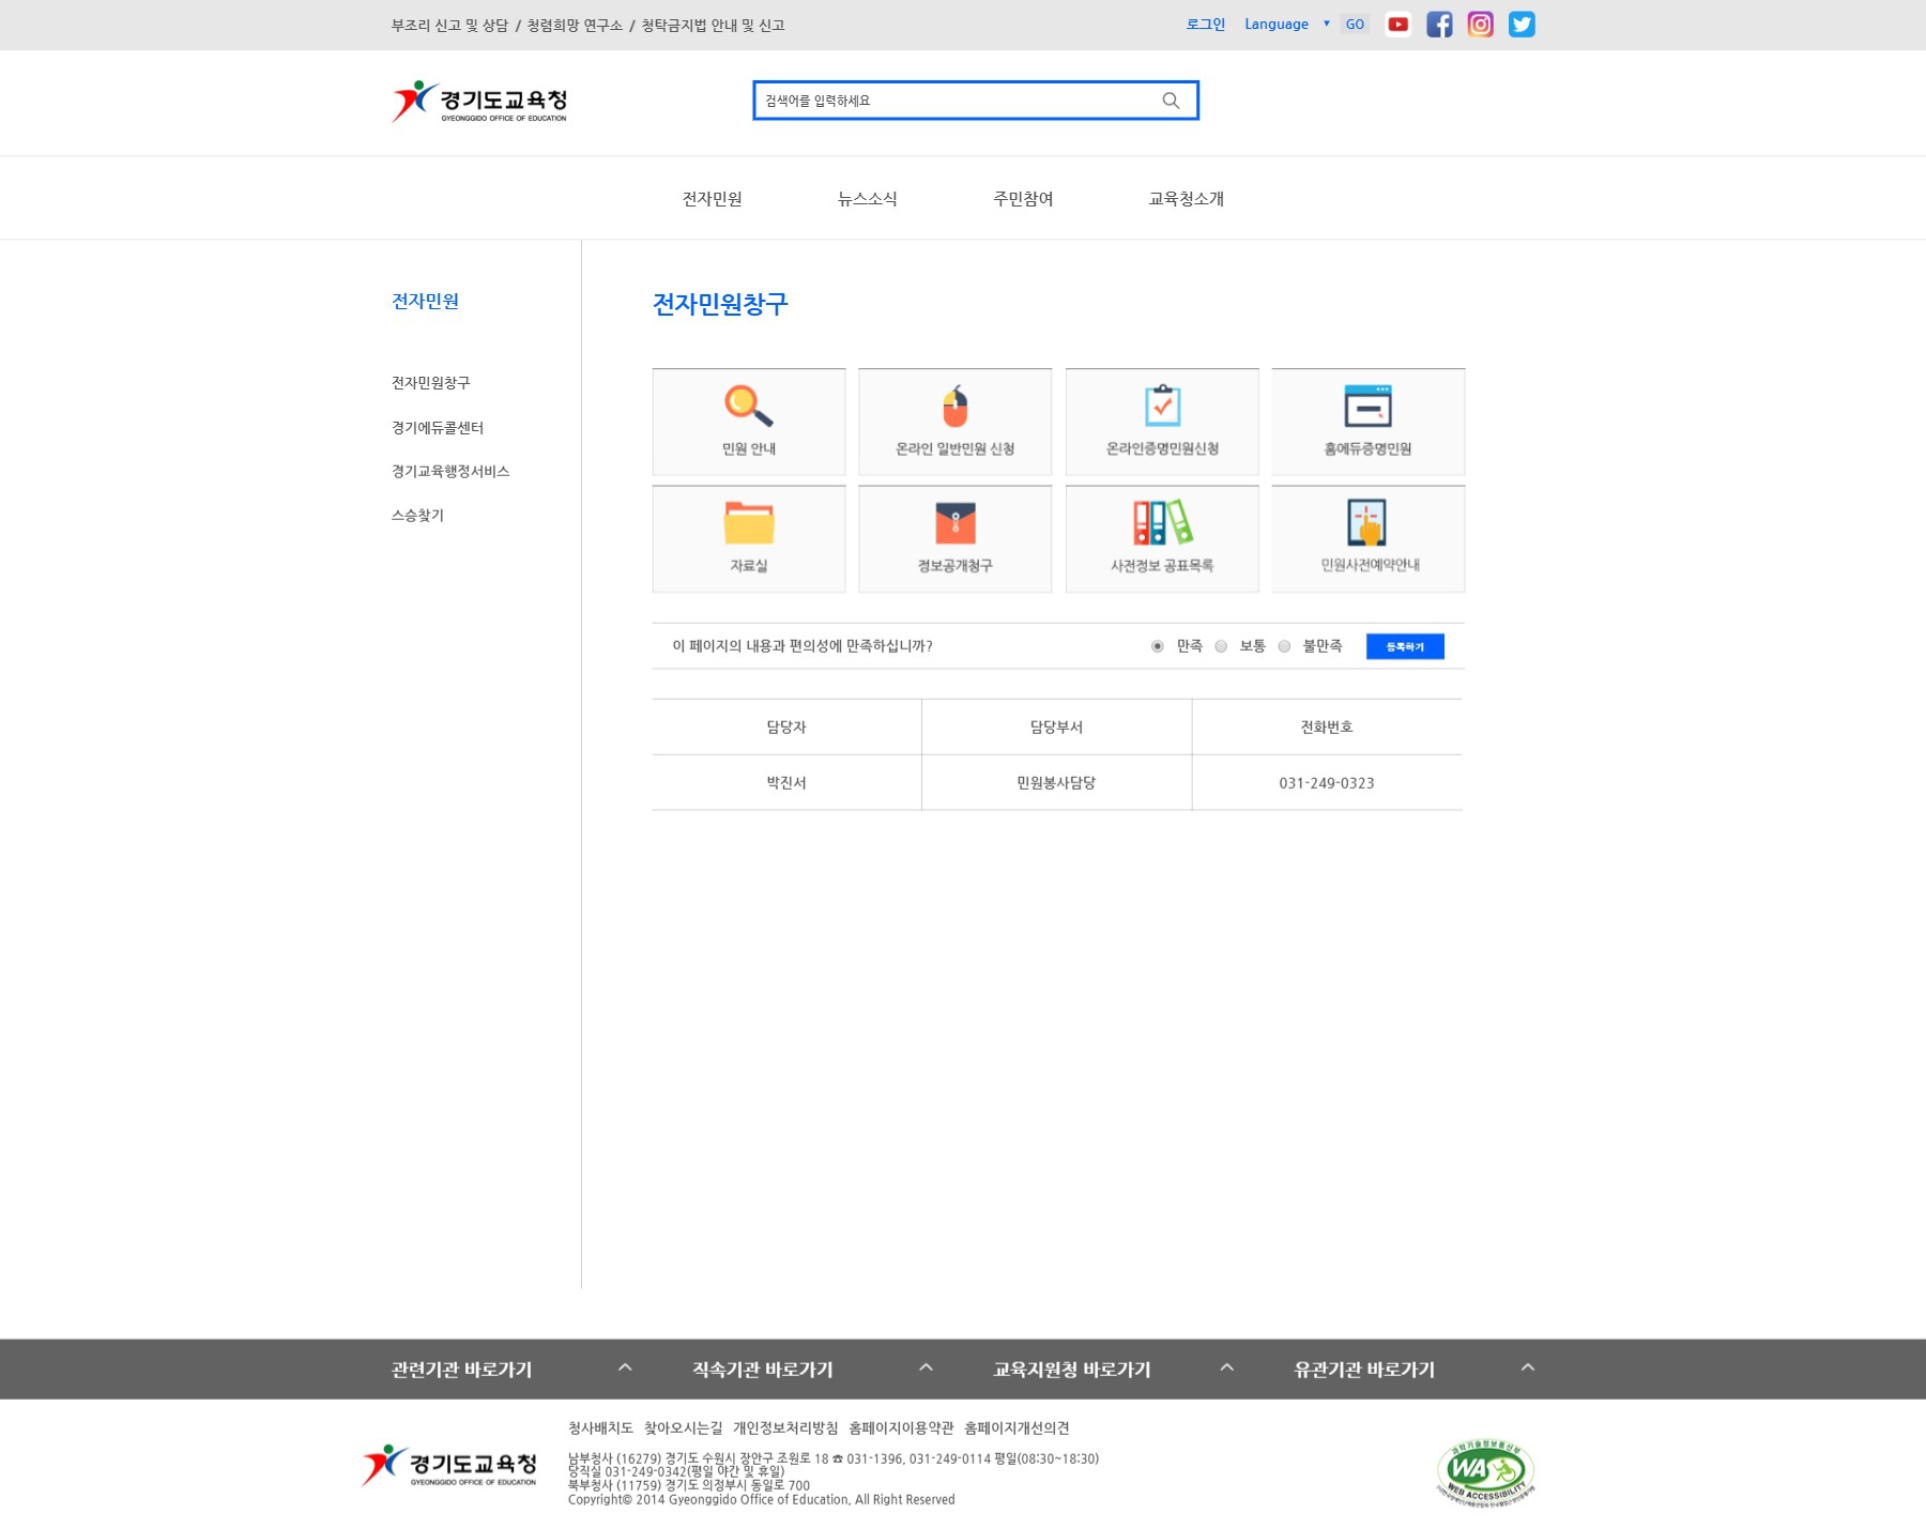 부조리 신고 및 상담 / 청렴희망 연구소 / 청탁금지법 안내 및 신고
로그인 Language ▼ GO
경기도교육청
GYEONGGIDO OFFICE OF EDUCATION
검색어를 입력하세요
전자민원 뉴스소식 주민참여 교육청소개
전자민원
전자민원창구
경기에듀콜센터
경기교육행정서비스
스승찾기
전자민원창구
민원 안내 온라인 일반민원 신청 온라인증명민원신청 홈에듀증명민원
자료실 정보공개청구 사전정보 공표목록 민원사전예약안내
이 페이지의 내용과 편의성에 만족하십니까? 만족 보통 불만족 등록하기
담당자 담당부서 전화번호
박진서 민원봉사담당 031-249-0323
관련기관 바로가기 직속기관 바로가기 교육지원청 바로가기 유관기관 바로가기
경기도교육청
GYEONGGIDO OFFICE OF EDUCATION
청사배치도 찾아오시는길 개인정보처리방침 홈페이지이용약관 홈페이지개선의견
남부청사 (16279) 경기도 수원시 장안구 조원로 18 ☎ 031-1396, 031-249-0114 평일(08:30~18:30)
당직실 031-249-0342(평일 야간 및 휴일)
북부청사 (11759) 경기도 의정부시 동일로 700
Copyright© 2014 Gyeonggido Office of Education, All Right Reserved
과학기술정보통신부
WA
WEB ACCESSIBILITY